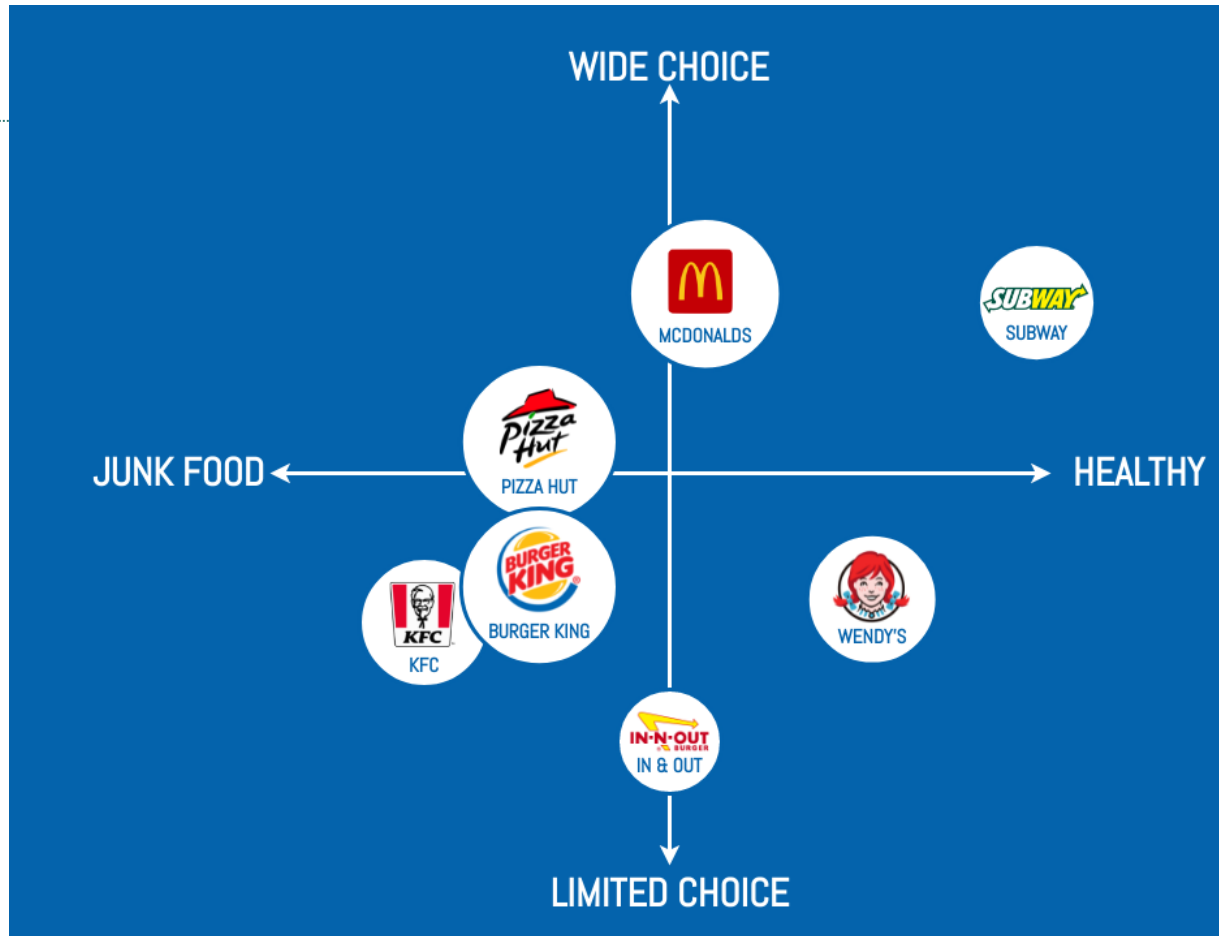 WIDE CHOICE
MCDONALDS
SUBWAY
SUBWAY
Pizza
Hut
PIZZA HUT
JUNK FOOD
HEALTHY
BURGER
KING
®
BURGER KING
KFC
KFC
WENDY'S
IN-N-OUT
BURGER
IN & OUT
LIMITED CHOICE